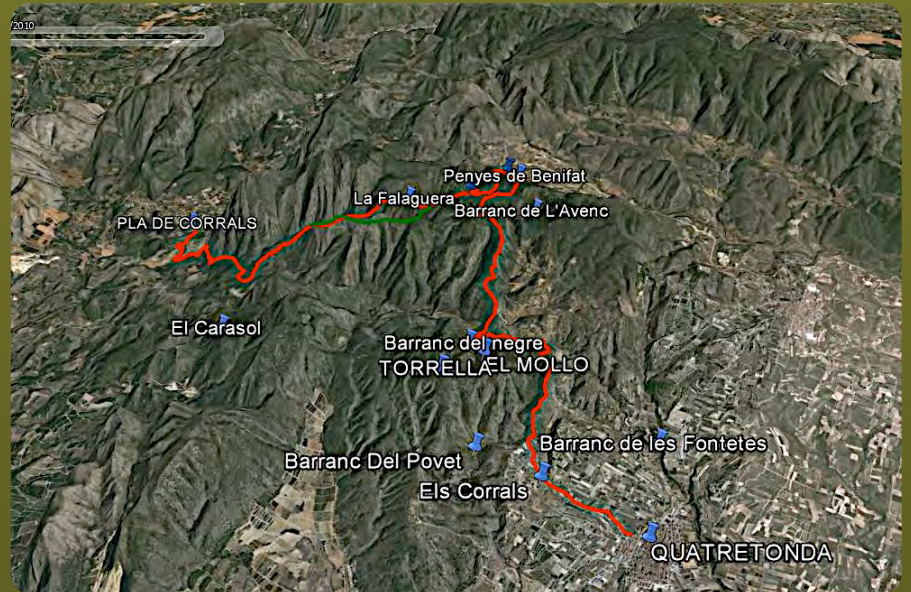 /2010
Penyes de Benifat
La Falaguera
Barranc de L'Avenc
PLA DE CORRALS
El Carasol
Barranc del negre
TORRELLA
EL MOLLO
Barranc de les Fontetes
Barranc Del Povet
Els Corrals
QUATRETONDA